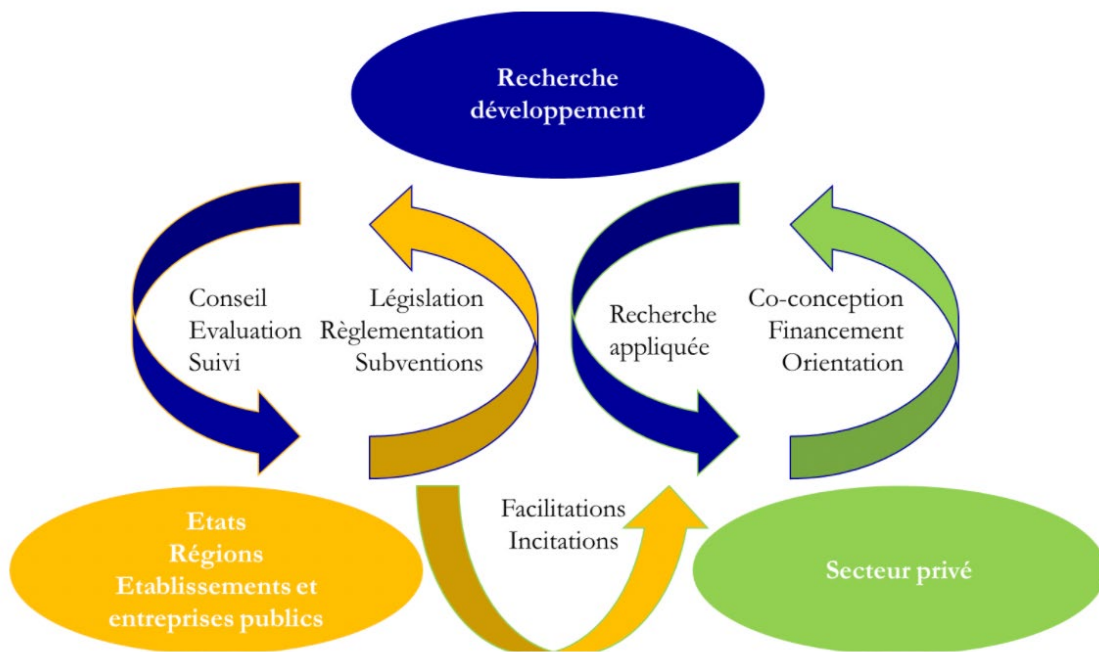 Recherche
développement
Conseil
Evaluation
Suivi
Législation
Règlementation
Subventions
Recherche
appliquée
Co-conception
Financement
Orientation
Facilitations
Incitations
Etats
Régions
Etablissements et
entreprises publics
Secteur privé